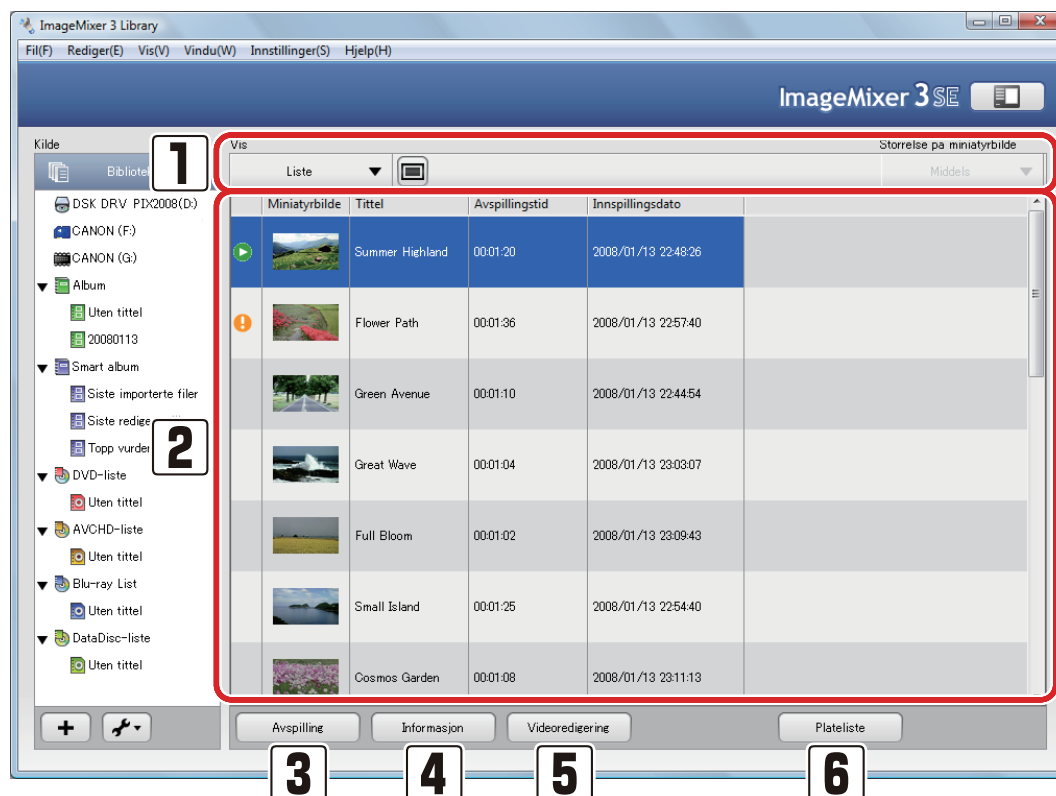 ImageMixer 3 Library
Fil(F) Rediger(E) Vis(V) Vindu(W) Innstillinger(S) Hjelp(H)
ImageMixer 3 SE
Kilde
Vis
Størrelse på miniatyrbilde
Liste
Middels
1
DSK DRV PIX2008(D:)
CANON (F:)
CANON (G:)
Album
Uten tittel
20080113
Smart album
Siste importerte filer
Siste
Topp
2
DVD-liste
Uten tittel
AVCHD-liste
Uten tittel
Blu-ray List
Uten tittel
DataDisc-liste
Uten tittel
Miniatyrbilde Tittel Avspillingstid Innspillingsdato
Summer Highland 00:01:20 2008/01/13 22:48:26
Flower Path 00:01:36 2008/01/13 22:57:40
Green Avenue 00:01:10 2008/01/13 22:44:54
Great Wave 00:01:04 2008/01/13 23:03:07
Full Bloom 00:01:02 2008/01/13 23:09:43
Small Island 00:01:25 2008/01/13 22:54:40
Cosmos Garden 00:01:08 2008/01/13 23:11:13
Avspilling Informasjon Videoredigering Plateliste
3 4 5 6